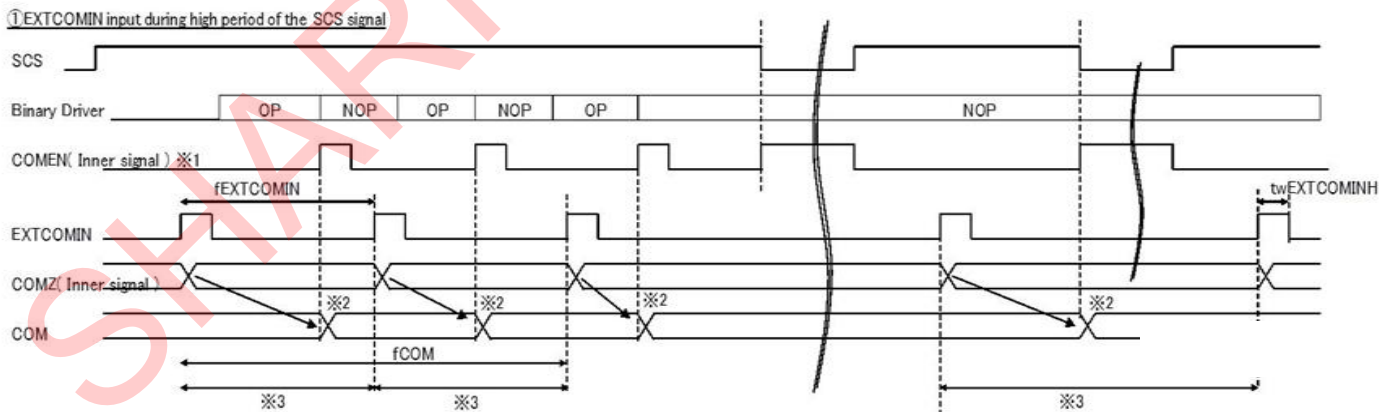 ①EXTCOMIN input during high period of the SCS signal
SCS
Binary Driver OP NOP OP NOP OP NOP
COMEN( Inner signal ) ※1
fEXTCOMIN twEXTCOMINH
EXTCOMIN
COMZ( Inner signal )
※2 ※2 ※2 ※2
COM
fCOM
※3 ※3 ※3
SHAR